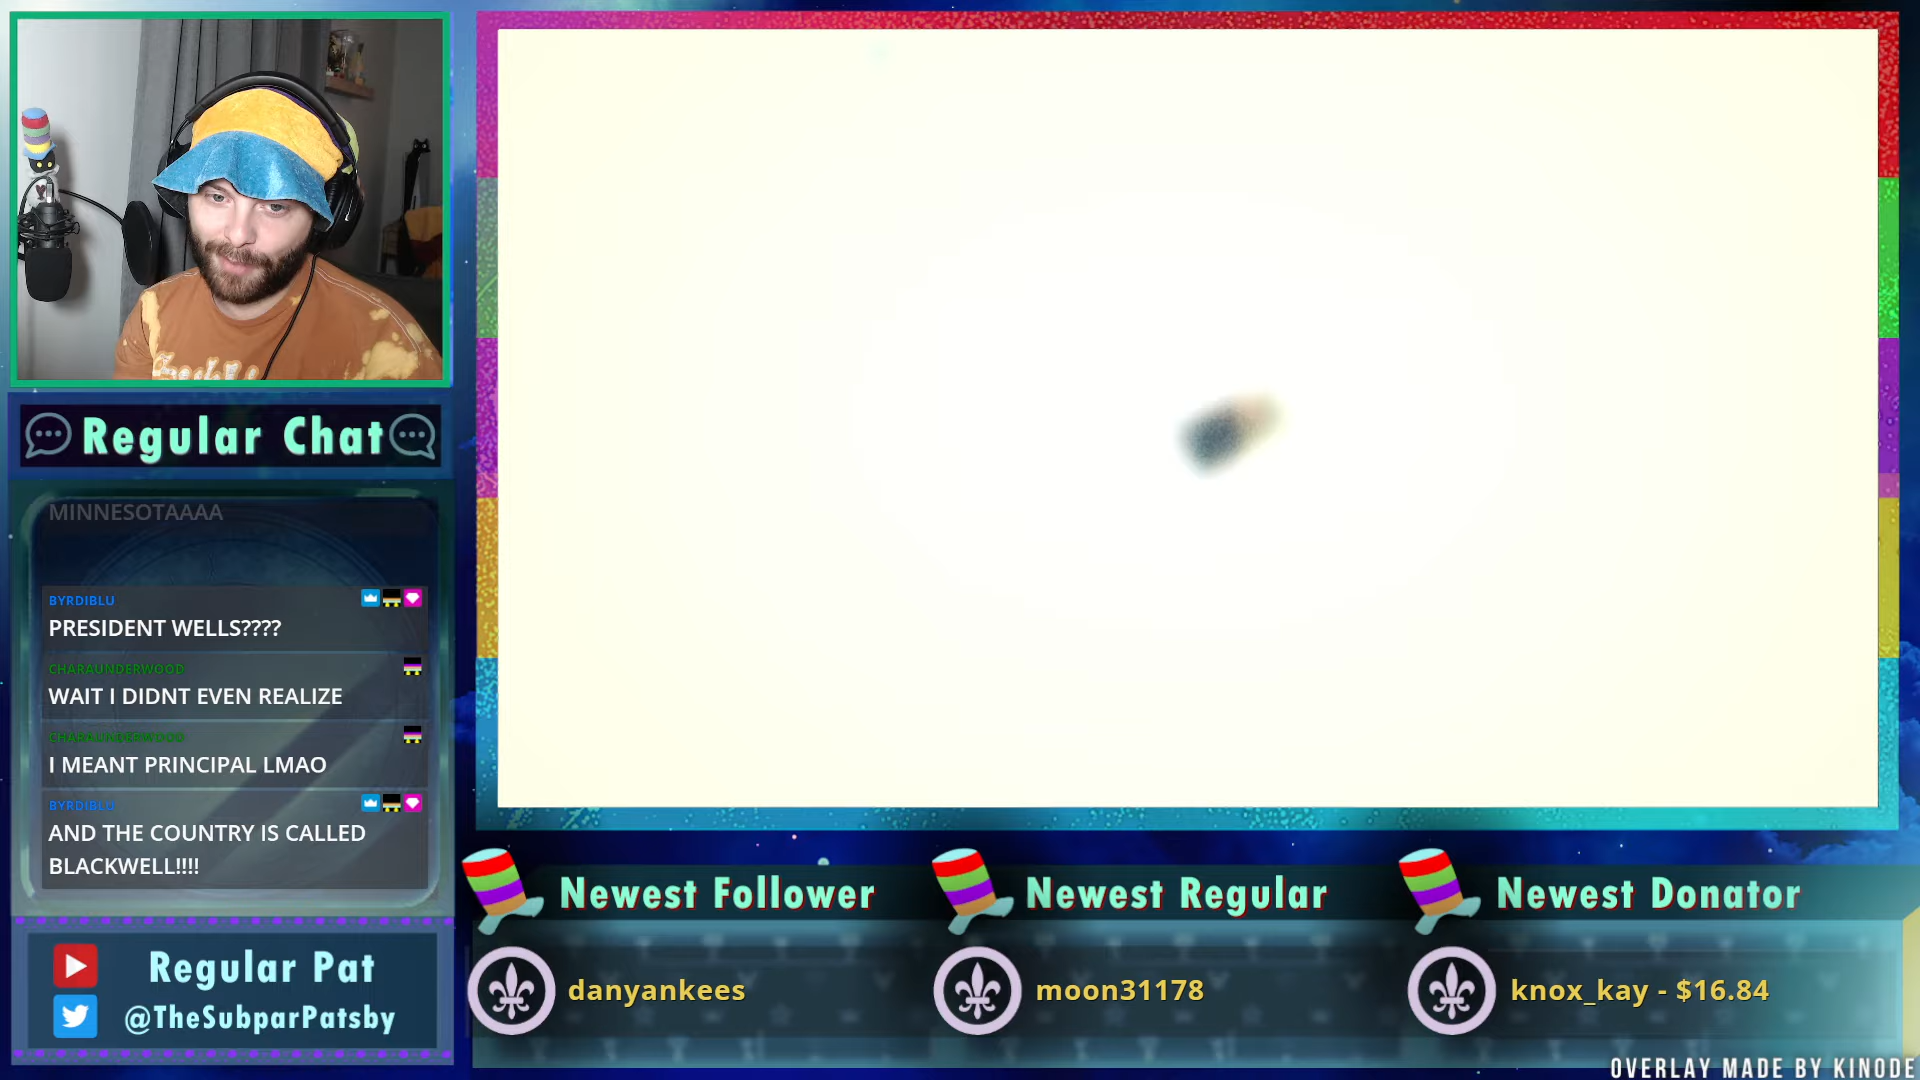 Regular Chat
MINNESOTAAAA
BYRDIBLU
PRESIDENT WELLS????
CHARAUNDERWOOD
WAIT I DIDNT EVEN REALIZE
CHARAUNDERWOOD
I MEANT PRINCIPAL LMAO
BYRDIBLU
AND THE COUNTRY IS CALLED
BLACKWELL!!!!
Regular Pat
@TheSubparPatsby
Newest Follower
danyankees
Newest Regular
moon31178
Newest Donator
knox_kay - $16.84
OVERLAY MADE BY KINODE